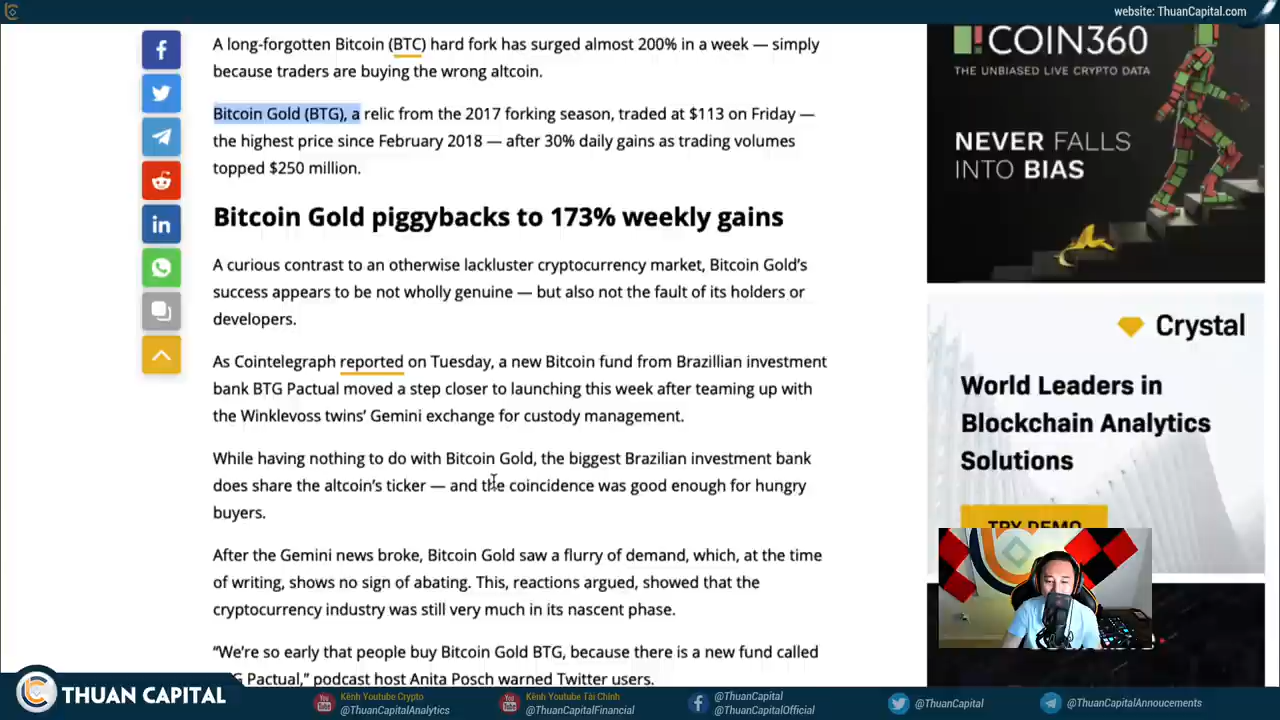 website: ThuanCapital.com
A long-forgotten Bitcoin (BTC) hard fork has surged almost 200% in a week — simply
because traders are buying the wrong altcoin.
Bitcoin Gold (BTG), a relic from the 2017 forking season, traded at $113 on Friday —
the highest price since February 2018 — after 30% daily gains as trading volumes
topped $250 million.
Bitcoin Gold piggybacks to 173% weekly gains
A curious contrast to an otherwise lackluster cryptocurrency market, Bitcoin Gold's
success appears to be not wholly genuine — but also not the fault of its holders or
developers.
As Cointelegraph reported on Tuesday, a new Bitcoin fund from Brazillian investment
bank BTG Pactual moved a step closer to launching this week after teaming up with
the Winklevoss twins' Gemini exchange for custody management.
While having nothing to do with Bitcoin Gold, the biggest Brazilian investment bank
does share the altcoin's ticker — and the coincidence was good enough for hungry
buyers.
After the Gemini news broke, Bitcoin Gold saw a flurry of demand, which, at the time
of writing, shows no sign of abating. This, reactions argued, showed that the
cryptocurrency industry was still very much in its nascent phase.
“We're so early that people buy Bitcoin Gold BTG, because there is a new fund called
Pactual,” podcast host Anita Posch warned Twitter users.
COIN360
THE UNBIASED LIVE CRYPTO DATA
NEVER FALLS
INTO BIAS
Crystal
World Leaders in
Blockchain Analytics
Solutions
TRY DEMO
THUAN CAPITAL
Kênh Youtube Crypto
@ThuanCapitalAnalytics
Kênh Youtube Tài Chính
@ThuanCapitalFinancial
@ThuanCapital
@ThuanCapitalOfficial
@ThuanCapital
@ThuanCapitalAnnoucements